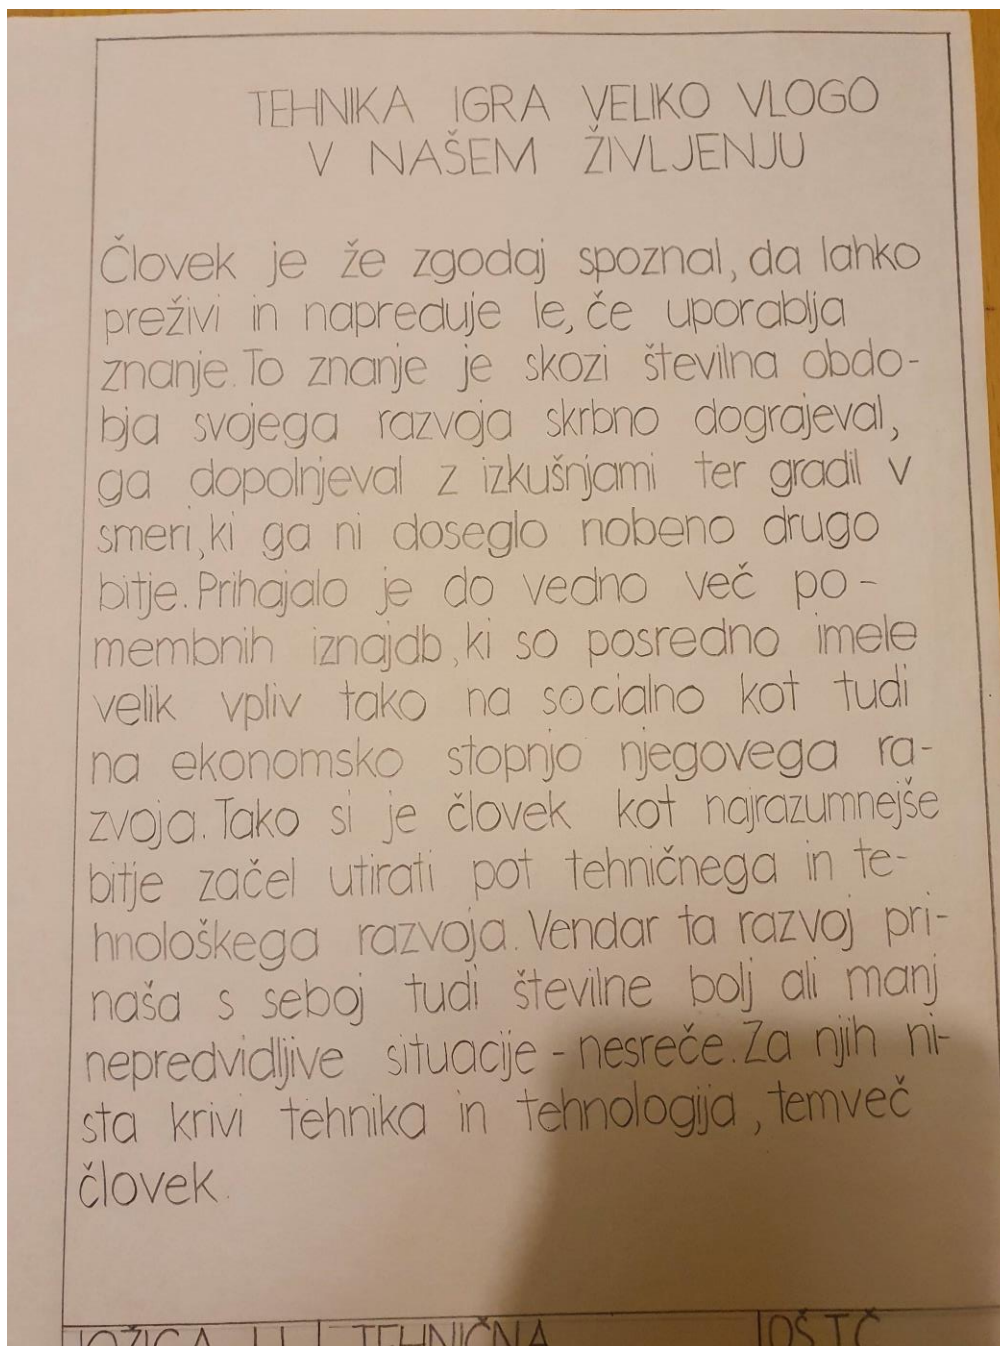 TEHNIKA IGRA VELIKO VLOGO
V NAŠEM ŽIVLJENJU
Človek je že zgodaj spoznal, da lahko
preživi in napreduje le, če uporablja
znanje. To znanje je skozi številna obdo-
bja svojega razvoja skrbno dograjeval,
ga dopolnjeval z izkušnjami ter gradil v
smeri, ki ga ni doseglo nobeno drugo
bitje. Prihajalo je do vedno več po-
membnih iznajdb, ki so posredno imele
velik vpliv tako na socialno kot tudi
na ekonomsko stopnjo njegovega ra-
zvoja. Tako si je človek kot najrazumnejše
bitje začel utirati pot tehničnega in te-
hnološkega razvoja. Vendar ta razvoj pri-
naša s seboj tudi številne bolj ali manj
nepredvidljive situacije - nesreče. Za njih ni-
sta krivi tehnika in tehnologija, temveč
človek.
TEHNIČNA